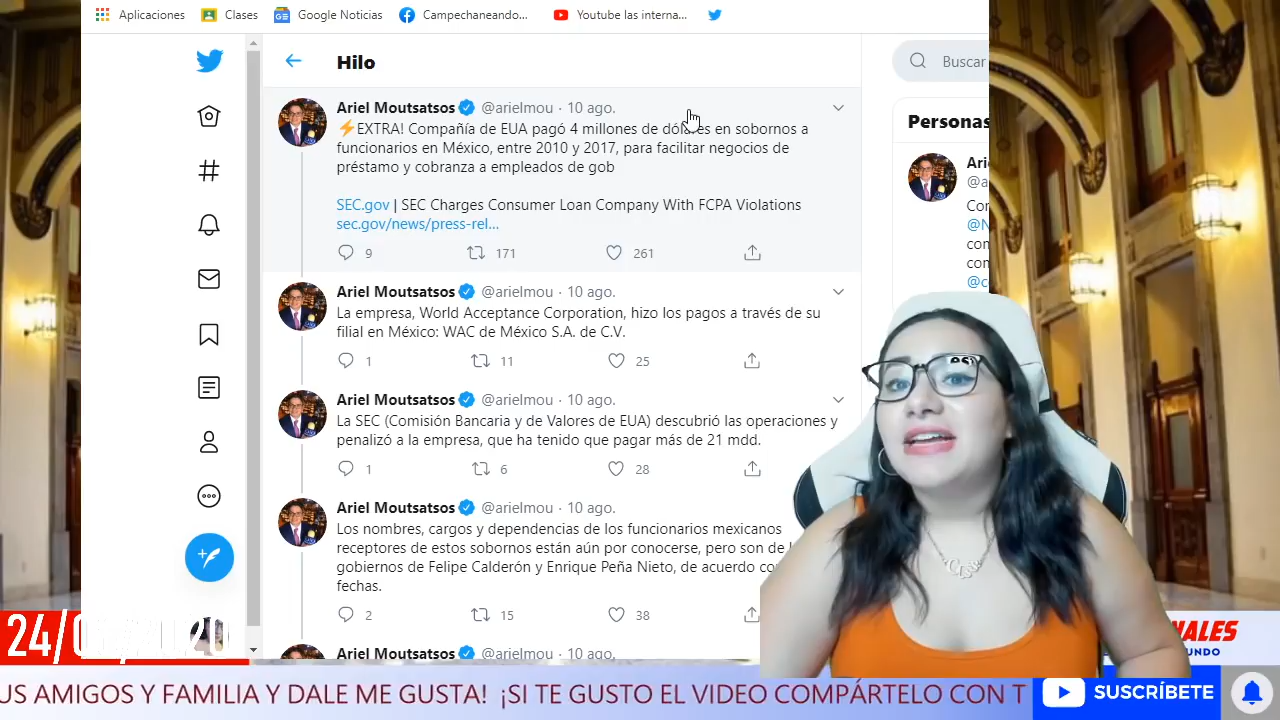 Aplicaciones
Clases
Google Noticias
Campechaneando...
Youtube las interna...
Hilo
Buscar
Ariel Moutsatsos @arielmou · 10 ago.
⚡EXTRA! Compañía de EUA pagó 4 millones de dólares en sobornos a
funcionarios en México, entre 2010 y 2017, para facilitar negocios de
préstamo y cobranza a empleados de gob
SEC.gov | SEC Charges Consumer Loan Company With FCPA Violations
sec.gov/news/press-rel...
9 171 261
Ariel Moutsatsos @arielmou · 10 ago.
La empresa, World Acceptance Corporation, hizo los pagos a través de su
filial en México: WAC de México S.A. de C.V.
1 11 25
Ariel Moutsatsos @arielmou · 10 ago.
La SEC (Comisión Bancaria y de Valores de EUA) descubrió las operaciones y
penalizó a la empresa, que ha tenido que pagar más de 21 mdd.
1 6 28
Ariel Moutsatsos @arielmou · 10 ago.
Los nombres, cargos y dependencias de los funcionarios mexicanos
receptores de estos sobornos están aún por conocerse, pero son de
gobiernos de Felipe Calderón y Enrique Peña Nieto, de acuerdo
fechas.
2 15 38
Ariel Moutsatsos @arielmou · 10 ago.
Personas
Ari
@a
Con
@N
com
com
@c
NALES
UNDO
US AMIGOS Y FAMILIA Y DALE ME GUSTA! ¡SI TE GUSTO EL VIDEO COMPÁRTELO CON T
SUSCRÍBETE